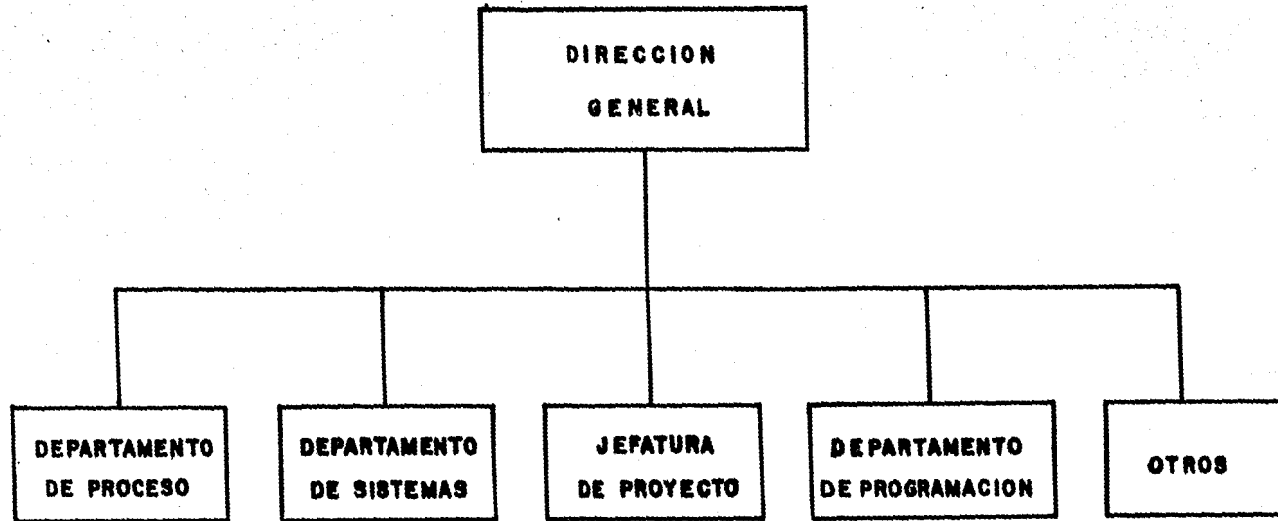 DIRECCION
GENERAL
DEPARTAMENTO
DE PROCESO
DEPARTAMENTO
DE SISTEMAS
JEFATURA
DE PROYECTO
DEPARTAMENTO
DE PROGRAMACION
OTROS